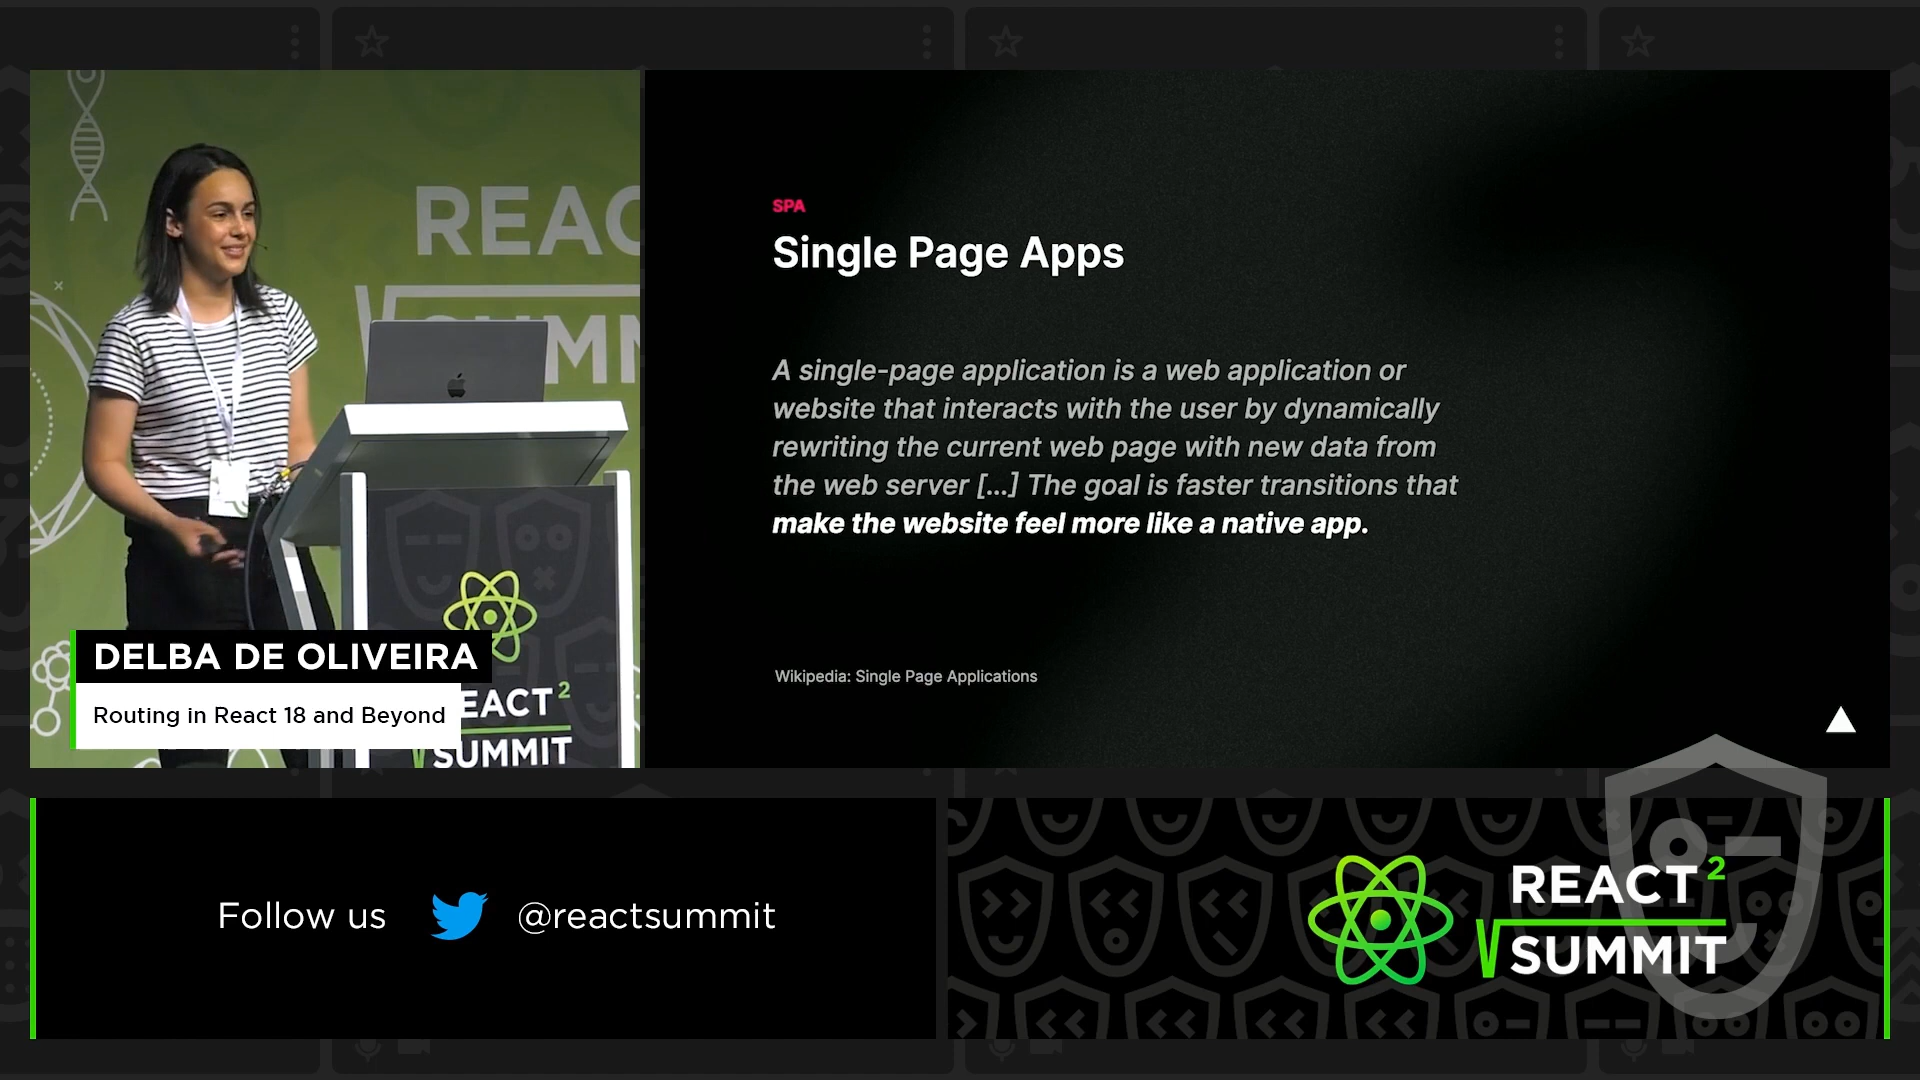 REAC
SUMM
DELBA DE OLIVEIRA
Routing in React 18 and Beyond
EACT 2
SUMMIT
SPA
Single Page Apps
A single-page application is a web application or
website that interacts with the user by dynamically
rewriting the current web page with new data from
the web server [...] The goal is faster transitions that
make the website feel more like a native app.
Wikipedia: Single Page Applications
Follow us
@reactsummit
REACT 2
SUMMIT